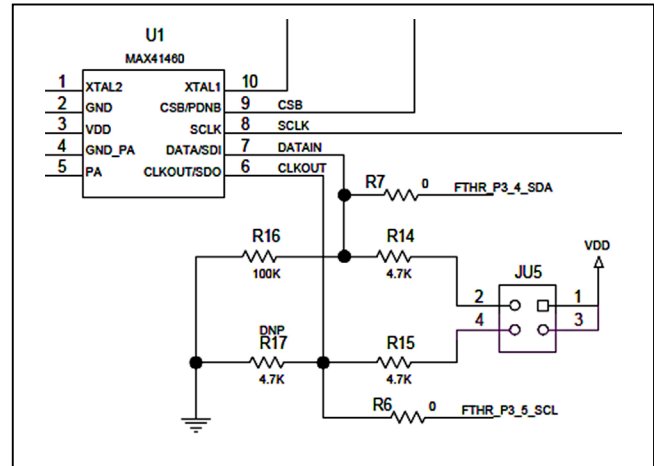 U1
MAX41460
1 XTAL2 XTAL1 10
2 GND CSB/PDNB 9 CSB
3 VDD SCLK 8 SCLK
4 GND_PA DATA/SDI 7 DATAIN
5 PA CLKOUT/SDO 6 CLKOUT
R7 0 FTHR_P3_4_SDA
R16 R14 VDD
100K 4.7K JU5
2 1
4 3
DNP
R17 R15
4.7K 4.7K
R6 0 FTHR_P3_5_SCL